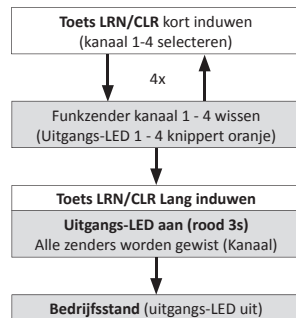 Toets LRN/CLR kort induwen
(kanaal 1-4 selecteren)
4x
Funkzender kanaal 1 - 4 wissen
(Uitgangs-LED 1 - 4 knippert oranje)
Toets LRN/CLR Lang induwen
Uitgangs-LED aan (rood 3s)
Alle zenders worden gewist (Kanaal)
Bedrijfsstand (uitgangs-LED uit)